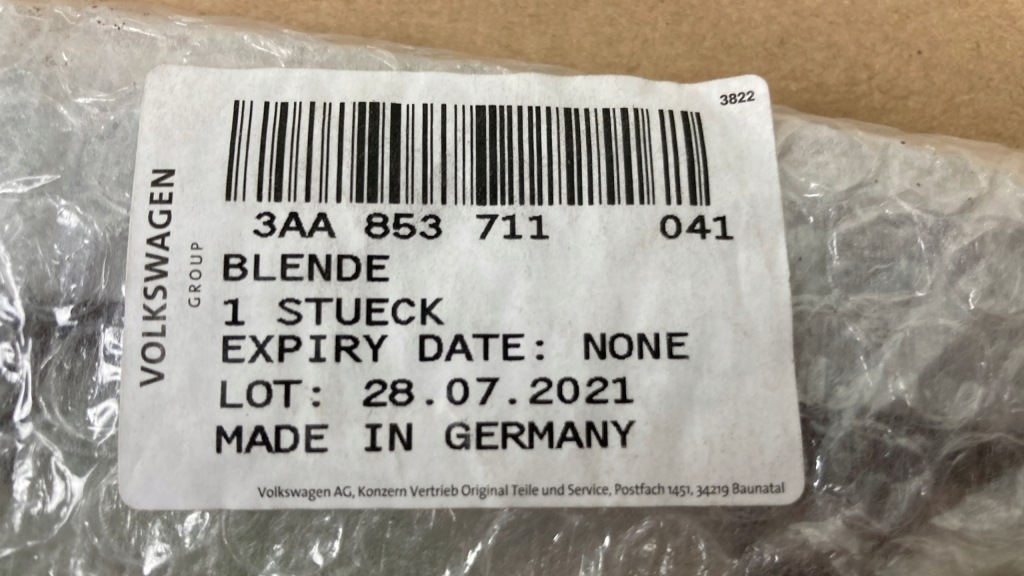 3822
3AA 853 711 041
VOLKSWAGEN
GROUP
BLENDE
1 STUECK
EXPIRY DATE: NONE
LOT: 28.07.2021
MADE IN GERMANY
Volkswagen AG, Konzern Vertrieb Original Teile und Service, Postfach 1451, 34219 Baunatal